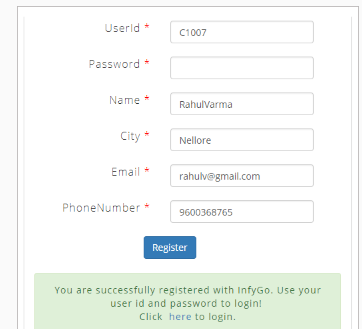 UserId *
C1007
Password *
Name *
RahulVarma
City *
Nellore
Email *
rahulv@gmail.com
PhoneNumber *
9600368765
Register
You are successfully registered with InfyGo. Use your
user id and password to login!
Click here to login.